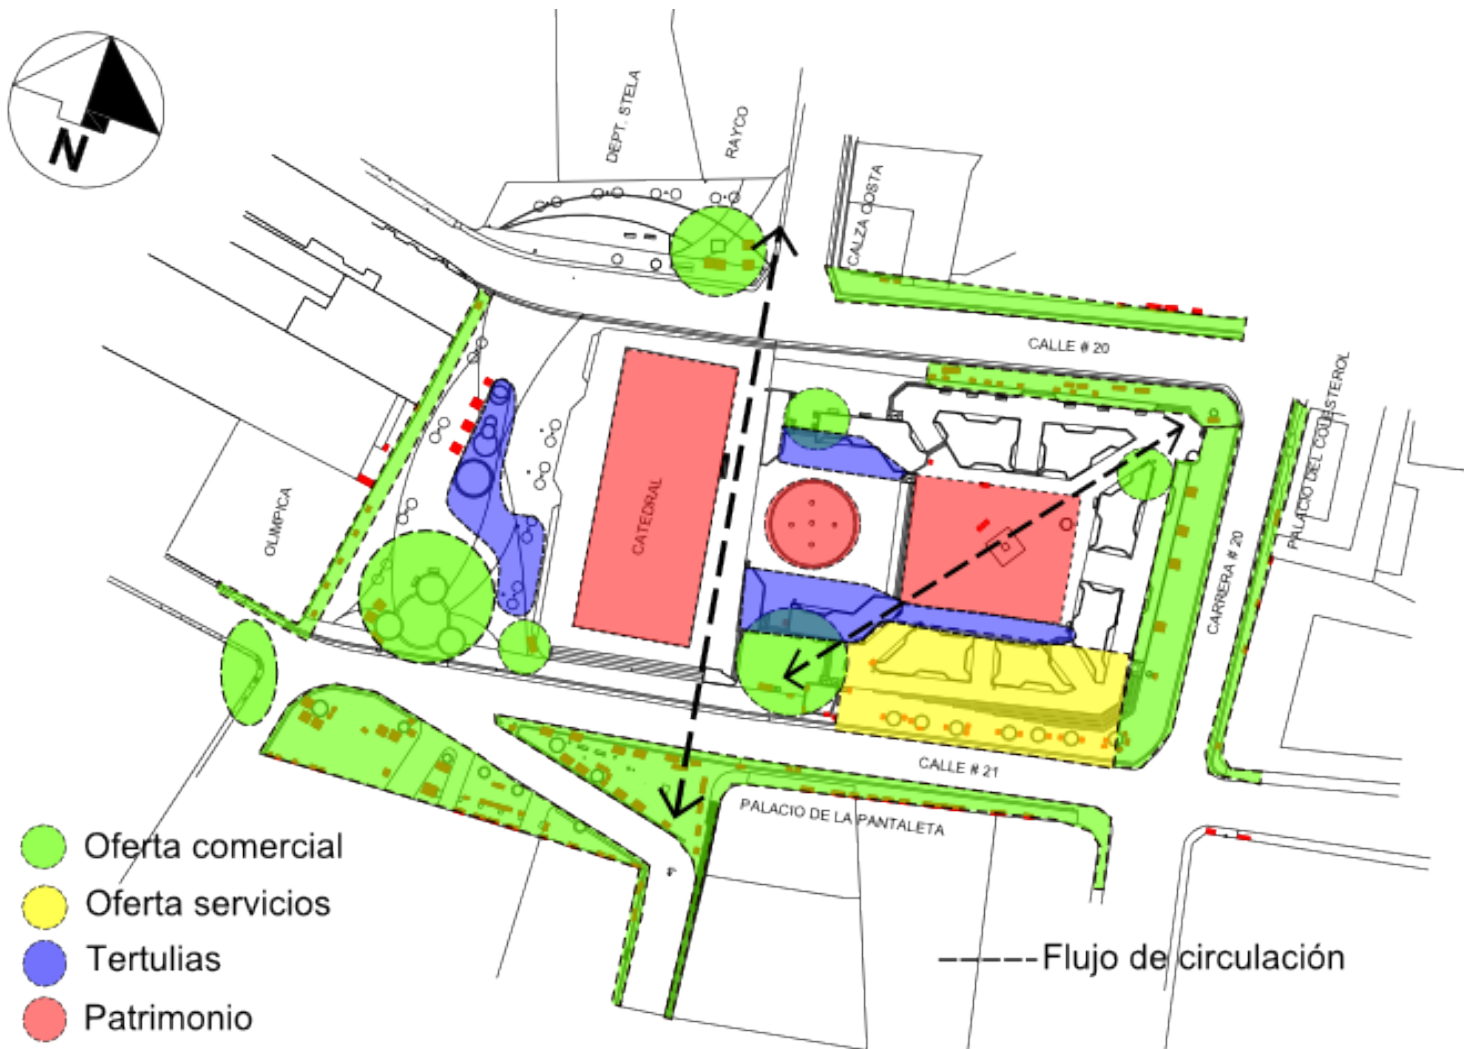 N
DEPT. STELA
RAYCO
CALZA COSTA
CALLE # 20
PALACIO DEL COLESTEROL
CATEDRAL
OLIMPICA
CARRERA # 20
CALLE # 21
PALACIO DE LA PANTALETA
Oferta comercial
Oferta servicios
Tertulias
Patrimonio
Flujo de circulación